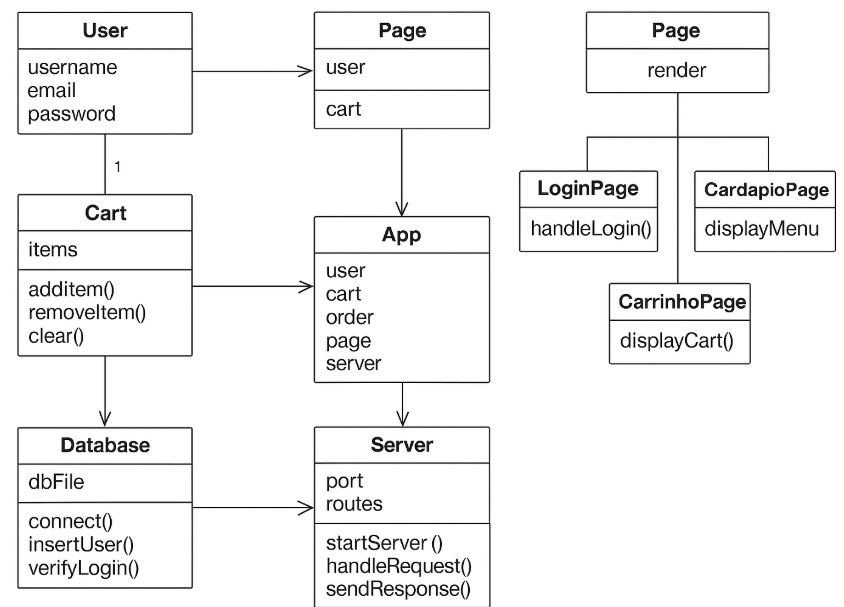 User
username
email
password
1
Cart
items
additem()
removeItem()
clear()
Database
dbFile
connect()
insertUser()
verifyLogin()
Page
user
cart
App
user
cart
order
page
server
Server
port
routes
startServer ()
handleRequest()
sendResponse()
Page
render
LoginPage
handleLogin()
CardapioPage
displayMenu
CarrinhoPage
displayCart()